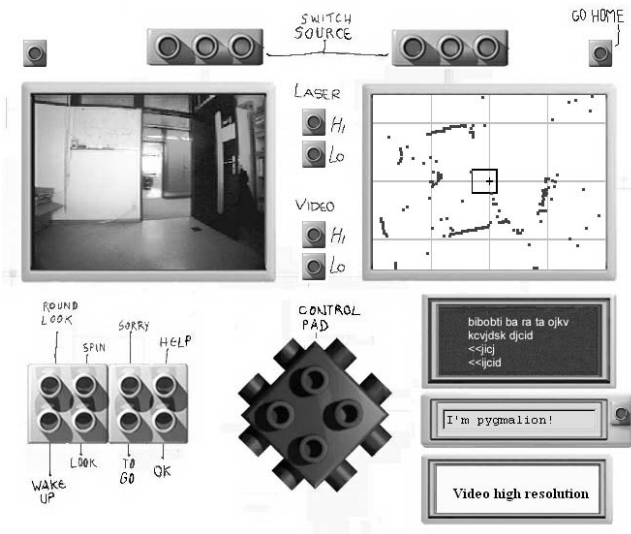 SWITCH
SOURCE
GO HOME
LASER
Hi
Lo
VIDEO
Hi
Lo
ROUND
LOOK
SPIN
SORRY
HELP
WAKE
UP
LOOK
TO
GO
OK
CONTROL
PAD
bibobti ba ra ta ojkv
kcvjdsk djcid
<<jicj
<<ijcid
I'm pygmalion!
Video high resolution